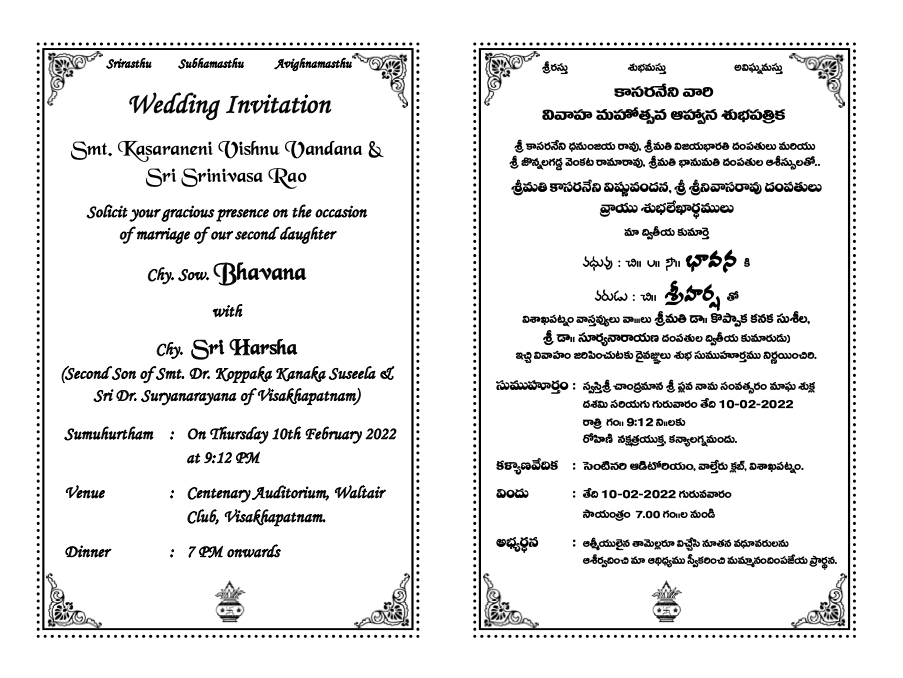 Srirasthu Subhamasthu Avighnamasthu
Wedding Invitation
Smt. Kasaraneni Vishnu Vandana &
Sri Srinivasa Rao
Solicit your gracious presence on the occasion
of marriage of our second daughter
Chy. Sow. Bhavana
with
Chy. Sri Harsha
(Second Son of Smt. Dr. Koppaka Kanaka Suseela &
Sri Dr. Suryanarayana of Visakhapatnam)
Sumuhurtham : On Thursday 10th February 2022
at 9:12 PM
Venue : Centenary Auditorium, Waltair
Club, Visakhapatnam.
Dinner : 7 PM onwards
శ్రీరస్తు శుభమస్తు అవిఘ్నమస్తు
కాసరనేని వారి
వివాహ మహోత్సవ ఆహ్వాన శుభపత్రిక
శ్రీ కాసరనేని ధనుంజయ రావు, శ్రీమతి విజయభారతి దంపతులు మరియు
శ్రీ జొన్నలగడ్డ వెంకట రామారావు, శ్రీమతి భానుమతి దంపతుల ఆశీస్సులతో..
శ్రీమతి కాసరనేని విష్ణువందన, శ్రీ శ్రీనివాసరావు దంపతులు
వ్రాయు శుభలేఖార్థములు
మా ద్వితీయ కుమార్తె
వధువు : చి॥ ల॥ సౌ॥ భావన కి
వరుడు : చి॥ శ్రీహర్ష తో
విశాఖపట్నం వాస్తవ్యులు వా॥।లు శ్రీమతి డా॥ కొప్పాక కనక సుశీల,
శ్రీ డా॥ సూర్యనారాయణ దంపతుల ద్వితీయ కుమారుడు)
ఇచ్చి వివాహం జరిపించుటకు దైవజ్ఞులు శుభ సుముహూర్తము నిర్ణయించిరి.
సుముహూర్తం : స్వస్తిశ్రీ చాంద్రమాన శ్రీ ప్లవ నామ సంవత్సరం మాఘ శుక్ల
దశమి సరియగు గురువారం తేది 10-02-2022
రాత్రి గం॥ 9:12 ని॥లకు
రోహిణి నక్షత్రయుక్త, కన్యాలగ్నమందు.
కళ్యాణవేదిక : సెంటినరి ఆడిటోరియం, వాల్తేరు క్లబ్, విశాఖపట్నం.
విందు : తేది 10-02-2022 గురువవారం
సాయంత్రం 7.00 గం॥ల నుండి
అభ్యర్థన : ఆత్మీయులైన తామెల్లరూ విచ్చేసి నూతన వధూవరులను
ఆశీర్వదించి మా ఆథిధ్యము స్వీకరించి మమ్మానందింపజేయ ప్రార్థన.